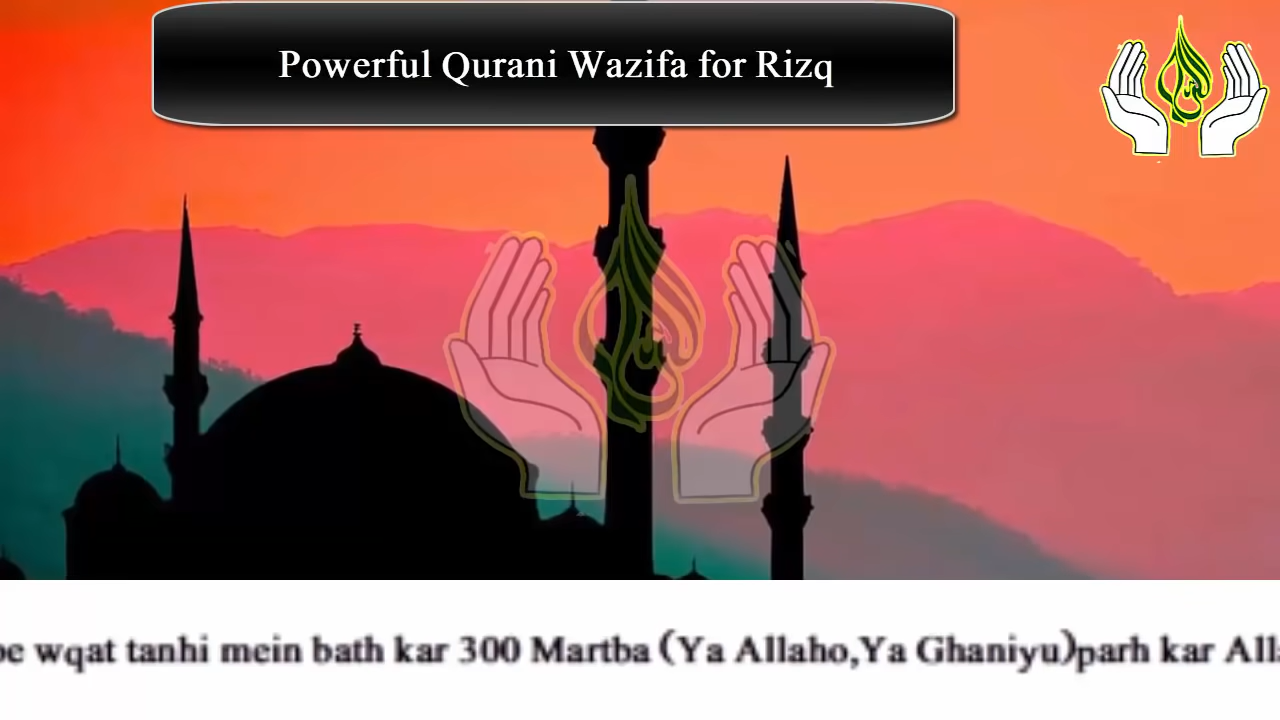 Powerful Qurani Wazifa for Rizq
wqat tanhi mein bath kar 300 Martba (Ya Allaho,Ya Ghaniyu)parh kar